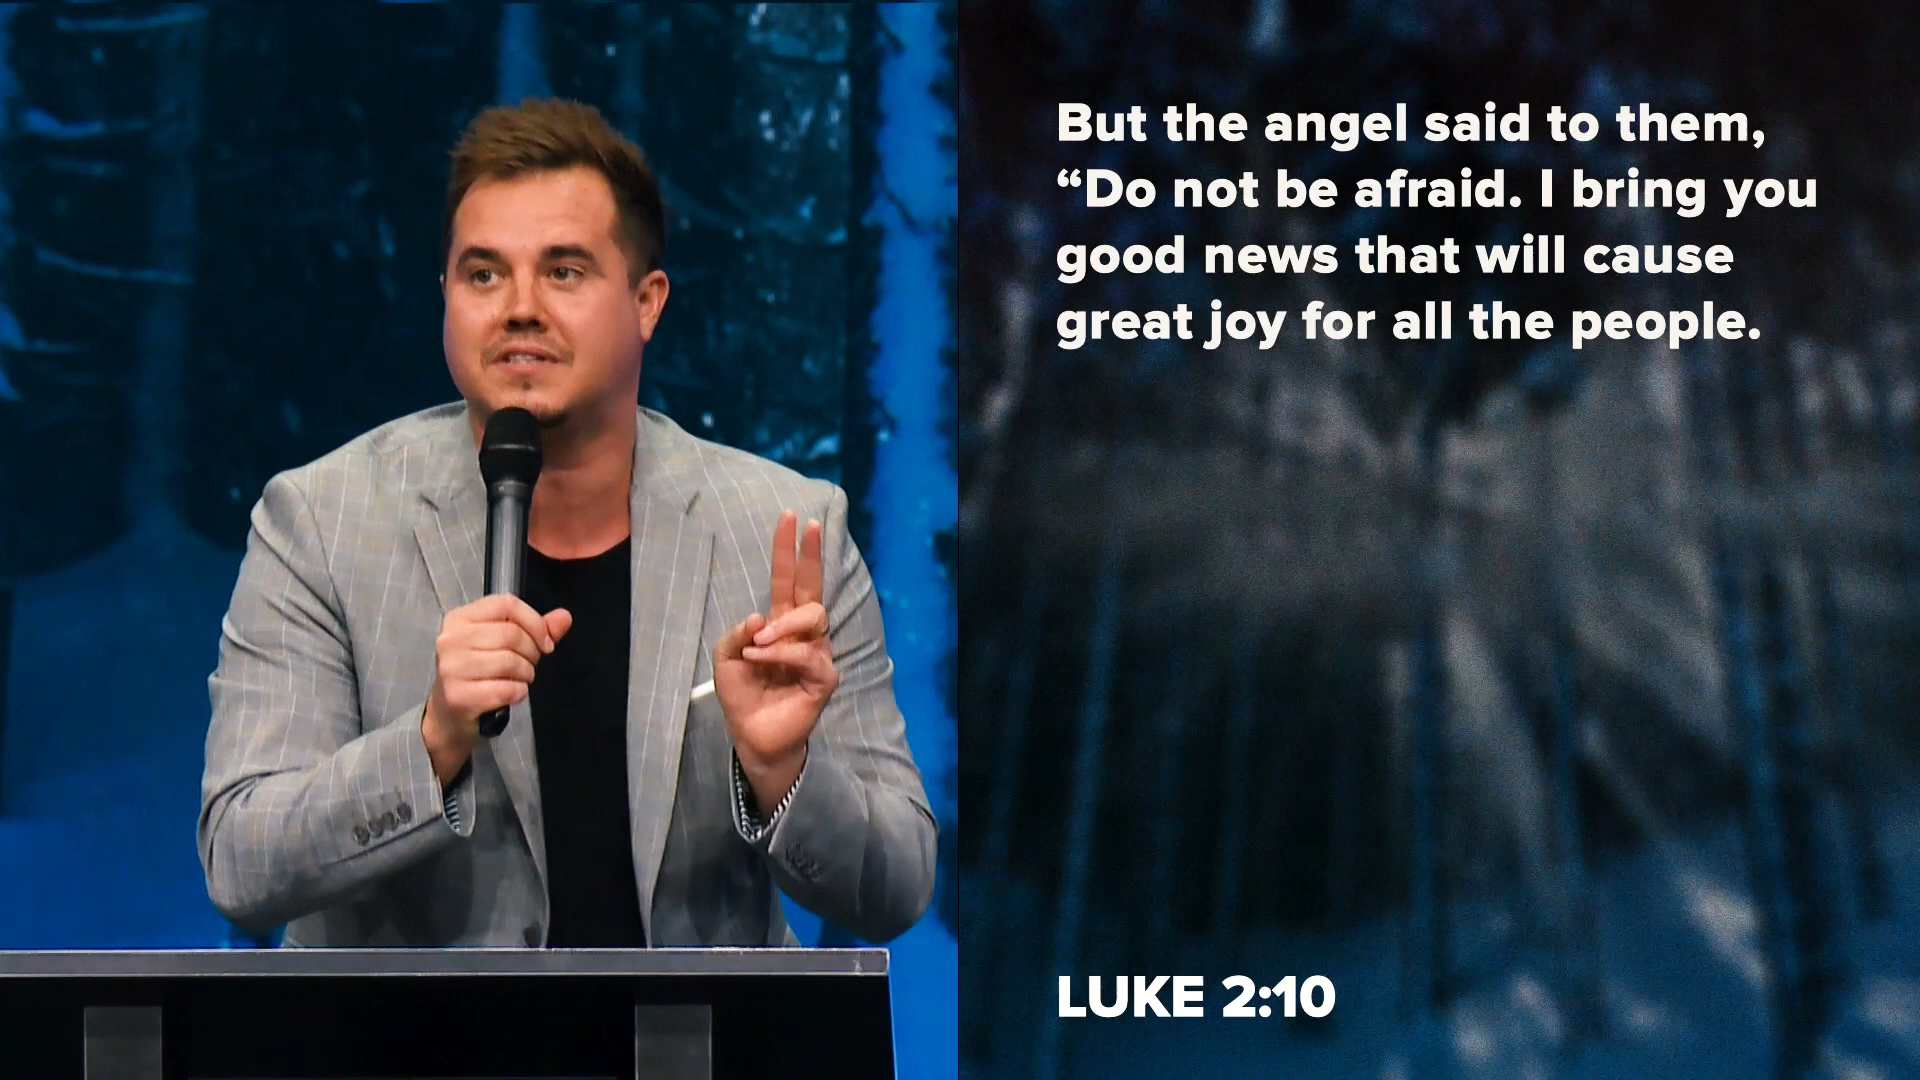 But the angel said to them,
“Do not be afraid. I bring you
good news that will cause
great joy for all the people.
LUKE 2:10